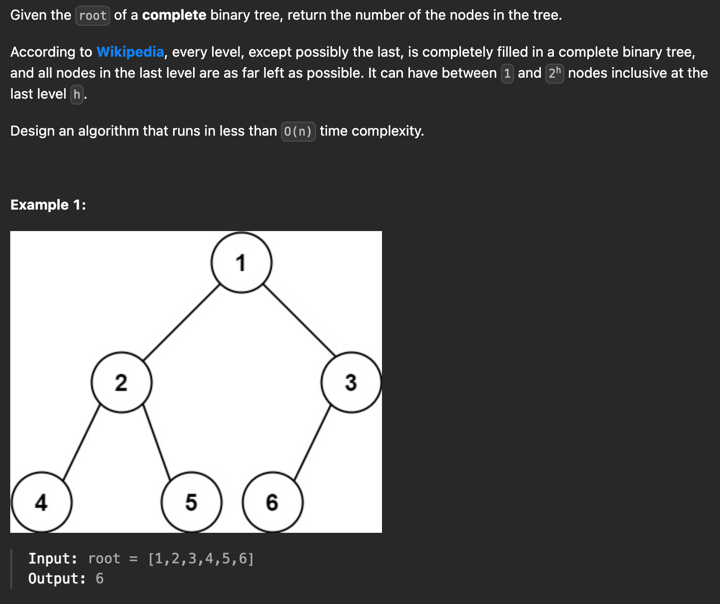 Given the root of a complete binary tree, return the number of the nodes in the tree.
According to Wikipedia, every level, except possibly the last, is completely filled in a complete binary tree,
and all nodes in the last level are as far left as possible. It can have between 1 and 2h nodes inclusive at the
last level h.
Design an algorithm that runs in less than O(n) time complexity.
Example 1:
1
2 3
4 5 6
Input: root = [1,2,3,4,5,6]
Output: 6